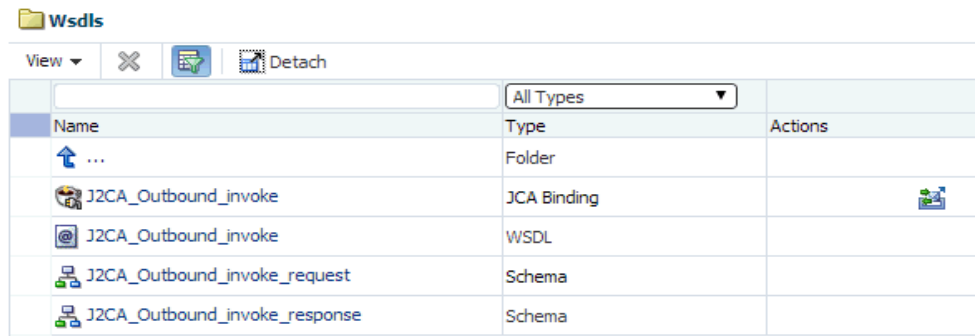 Wsdls
View Detach
All Types
Name Type Actions
... Folder
J2CA_Outbound_invoke JCA Binding
J2CA_Outbound_invoke WSDL
J2CA_Outbound_invoke_request Schema
J2CA_Outbound_invoke_response Schema